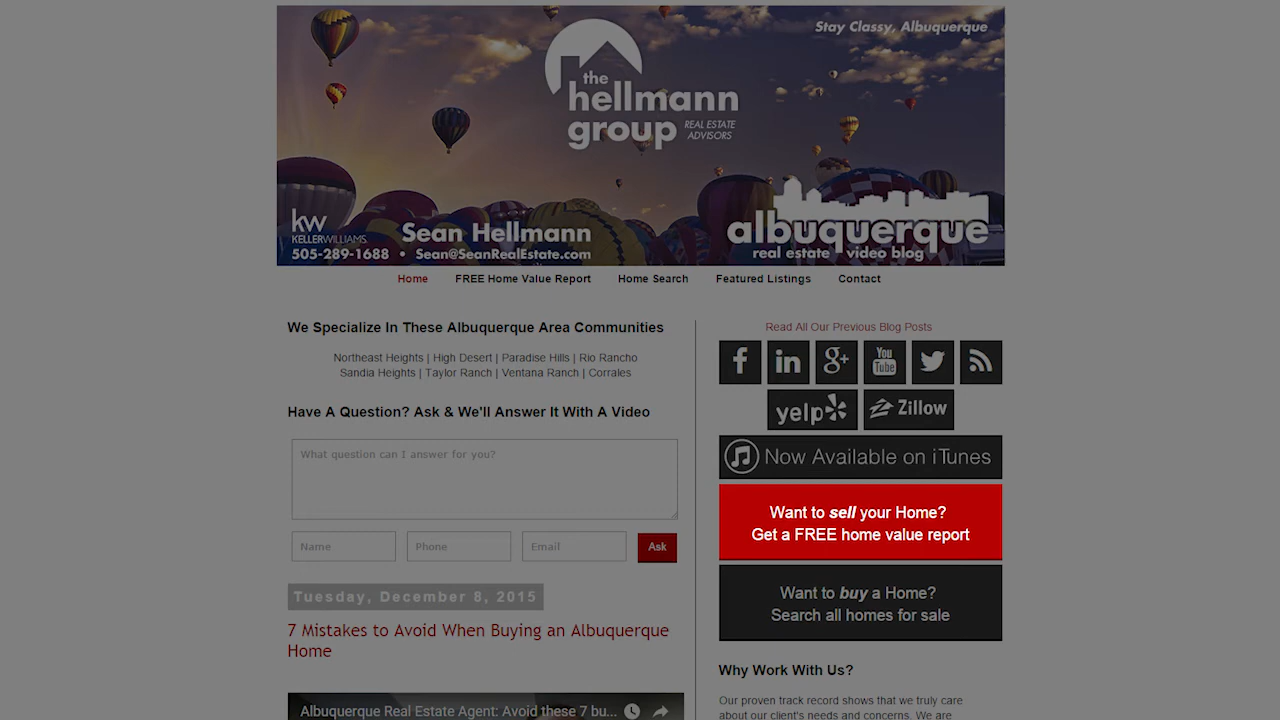 Stay Classy, Albuquerque
the
hellmann
group REAL ESTATE
ADVISORS
kw
KELLERWILLIAMS.
505-289-1688 • Sean@SeanRealEstate.com
Sean Hellmann
albuquerque
real estate video blog
Home FREE Home Value Report Home Search Featured Listings Contact
We Specialize In These Albuquerque Area Communities
Northeast Heights | High Desert | Paradise Hills | Rio Rancho
Sandia Heights | Taylor Ranch | Ventana Ranch | Corrales
Have A Question? Ask & We'll Answer It With A Video
What question can I answer for you?
Name Phone Email Ask
Tuesday, December 8, 2015
7 Mistakes to Avoid When Buying an Albuquerque
Home
Albuquerque Real Estate Agent: Avoid these 7 bu...
Read All Our Previous Blog Posts
f in g+ You
Tube
yelp Zillow
Now Available on iTunes
Want to sell your Home?
Get a FREE home value report
Want to buy a Home?
Search all homes for sale
Why Work With Us?
Our proven track record shows that we truly care
about our client's needs and concerns. We are